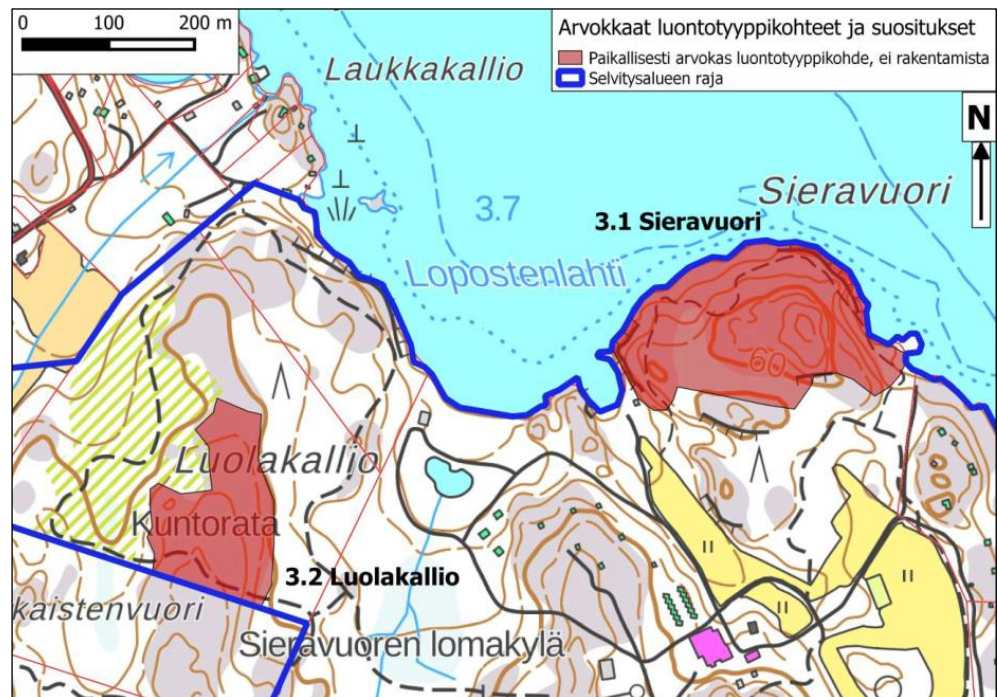 0 100 200 m
Arvokkaat luontotyyppikohteet ja suositukset
Paikallisesti arvokas luontotyyppikohde, ei rakentamista
Selvitysalueen raja
N
Laukkakallio
3.7
Sieravuori
3.1 Sieravuori
Lopostenlahti
60
Luolakallio
Kuntorata
3.2 Luolakallio
kaistenvuori
Sieravuoren lomakylä